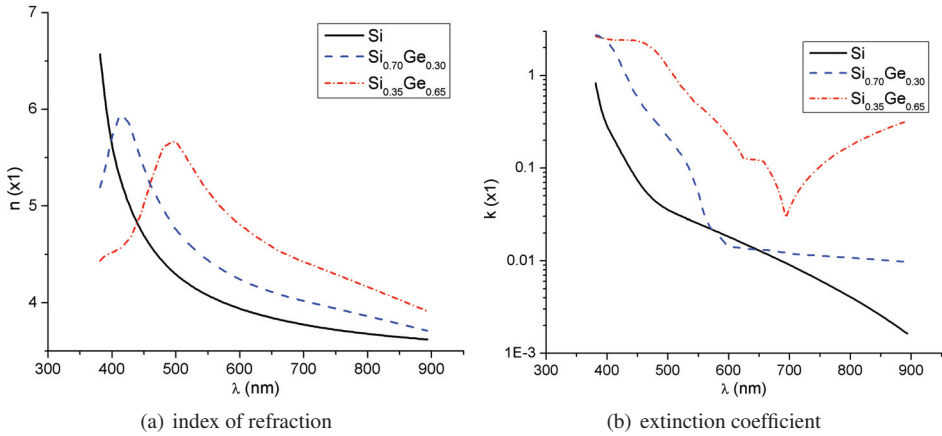 n (x1)
7
6
5
4
300 400 500 600 700 800 900
λ (nm)
Si
Si0.70Ge0.30
Si0.35Ge0.65
(a) index of refraction
k (x1)
1
0.1
0.01
1E-3
300 400 500 600 700 800 900
λ (nm)
Si
Si0.70Ge0.30
Si0.35Ge0.65
(b) extinction coefficient